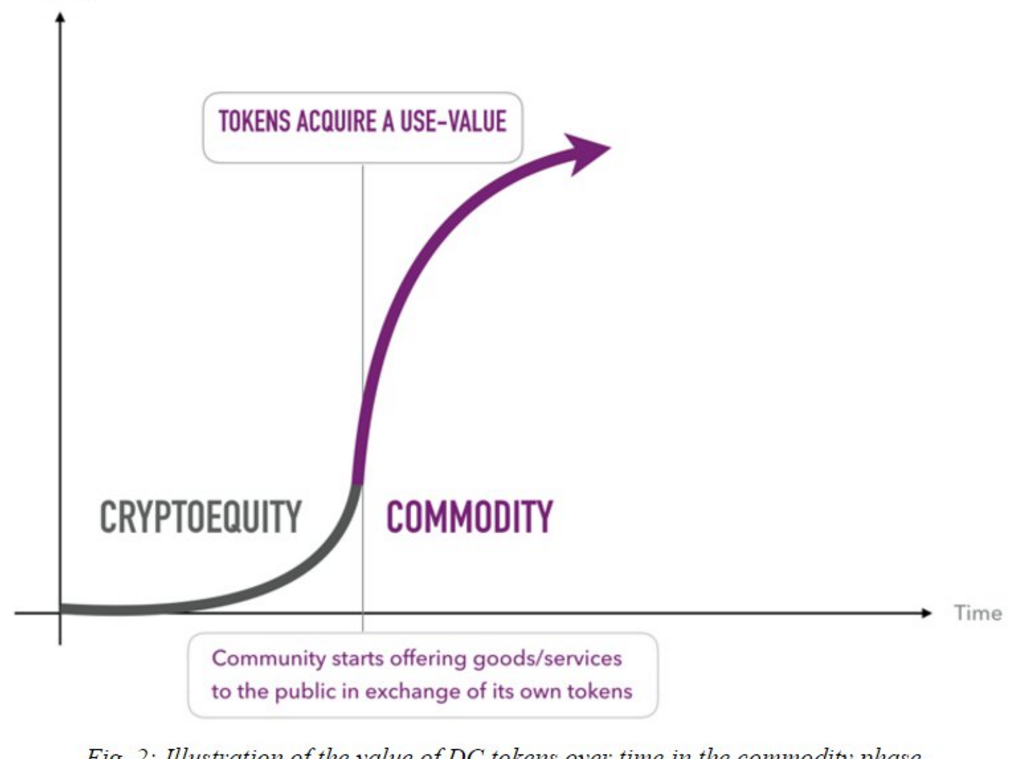 TOKENS ACQUIRE A USE-VALUE
CRYPTOEQUITY
COMMODITY
Time
Community starts offering goods/services
to the public in exchange of its own tokens
Fig. 2: Illustration of the value of DC tokens over time in the commodity phase